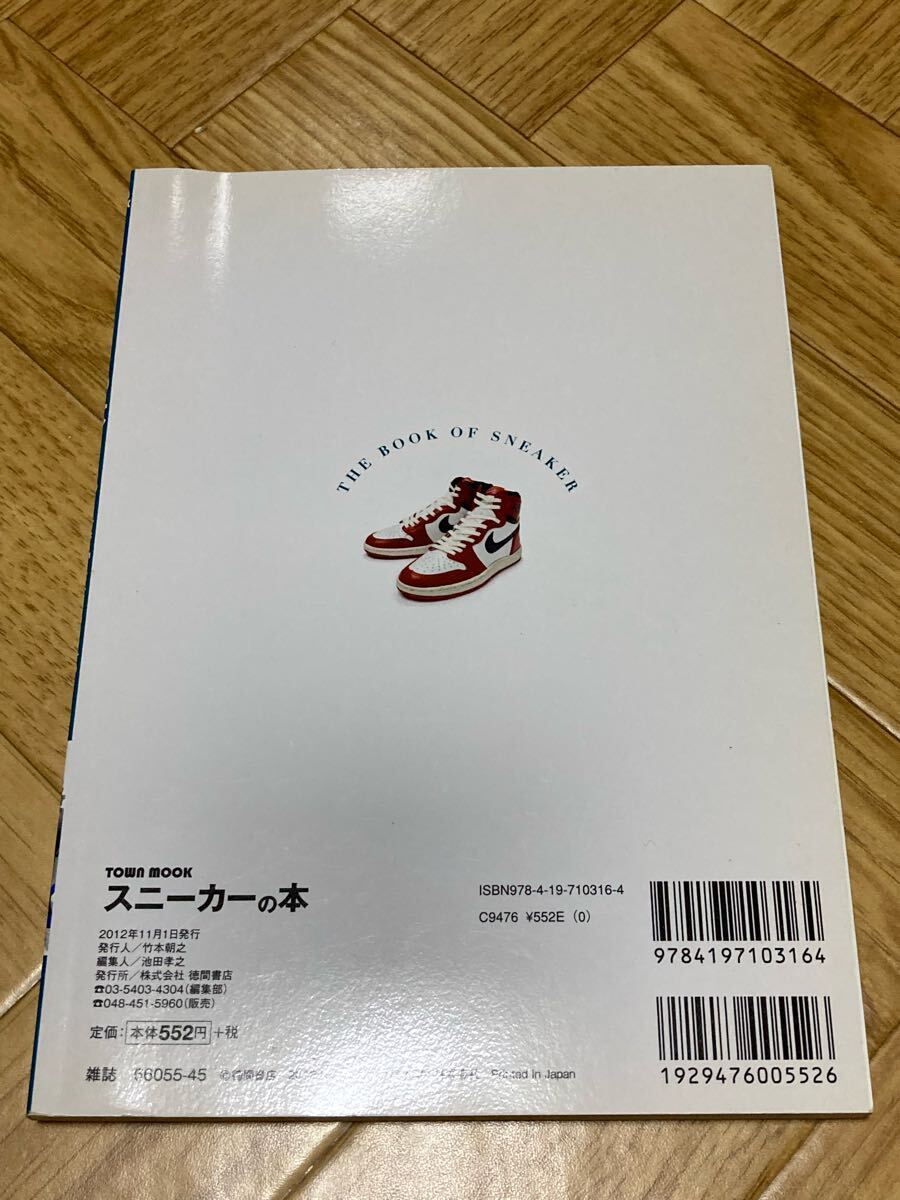 THE BOOK OF SNEAKER
TOWN MOOK
スニーカーの本
2012年11月1日発行
発行人/竹本朝之
編集人/池田孝之
発行所/株式会社 徳間書店
☎03-5403-4304(編集部)
☎048-451-5960(販売)
定価:本体552円+税
雑誌 66055-45 ©徳間書店 Printed in Japan
ISBN978-4-19-710316-4
C9476 ¥552E (0)
9784197103164
1929476005526